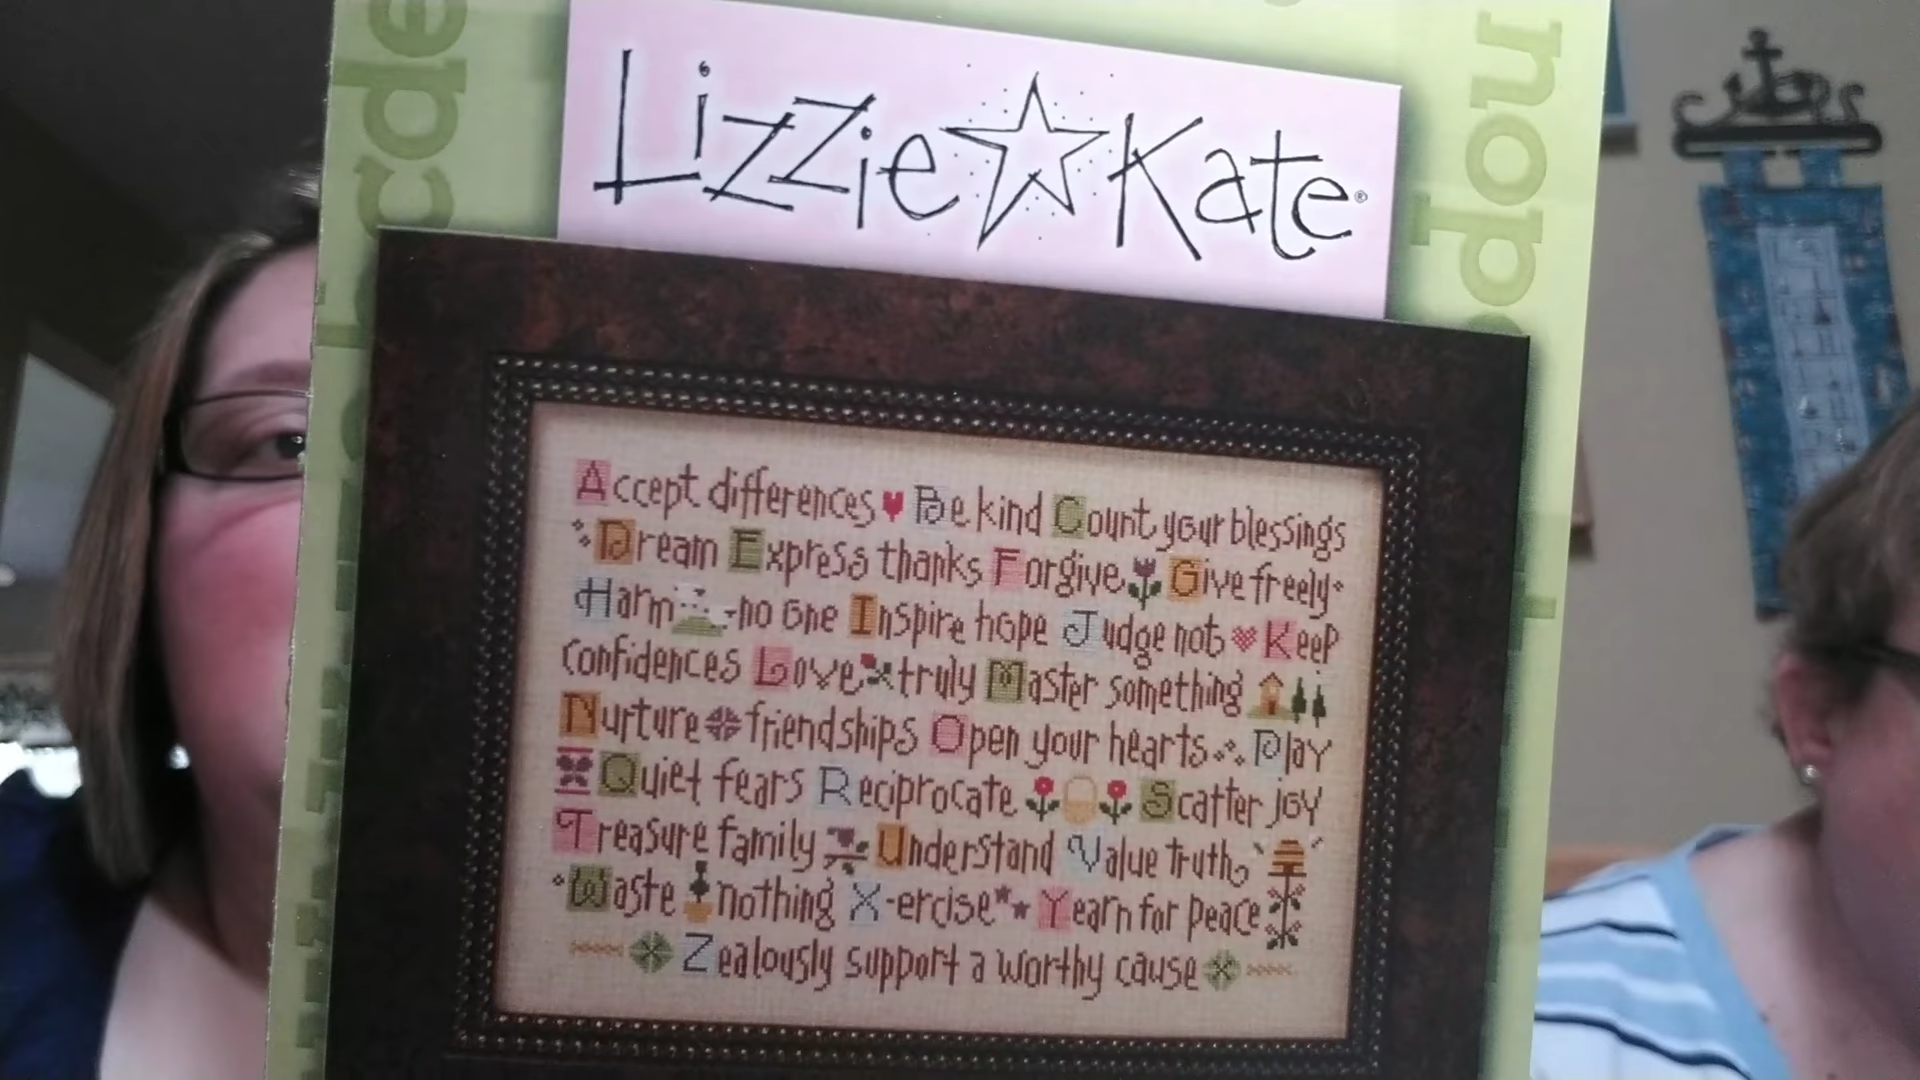 Lizzie Kate®
Accept differences Be kind Count your blessings
Dream Express thanks Forgive Give freely
Harm no one Inspire hope Judge not Keep
confidences Love truly Master something
Nurture friendships Open your hearts Play
Quiet fears Reciprocate Scatter joy
Treasure family Understand Value truth
Waste nothing X-ercise Yearn for peace
Zealously support a worthy cause